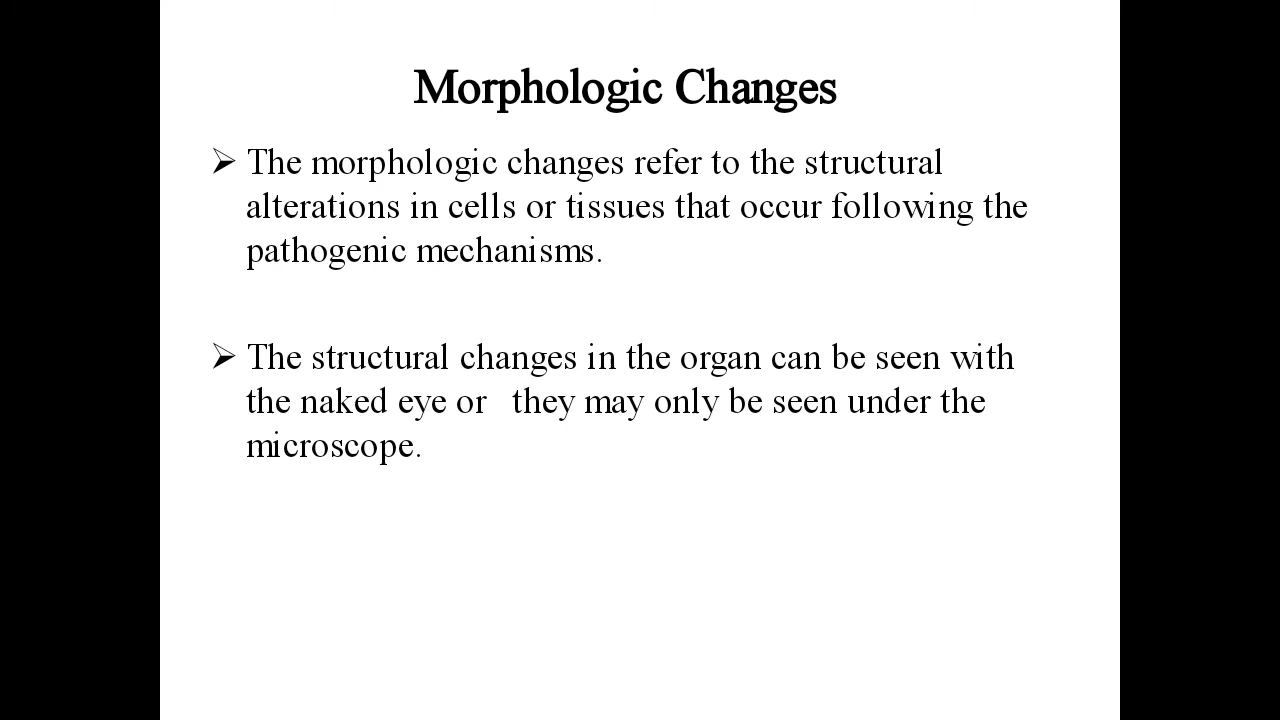 Morphologic Changes
➢ The morphologic changes refer to the structural
alterations in cells or tissues that occur following the
pathogenic mechanisms.
➢ The structural changes in the organ can be seen with
the naked eye or   they may only be seen under the
microscope.